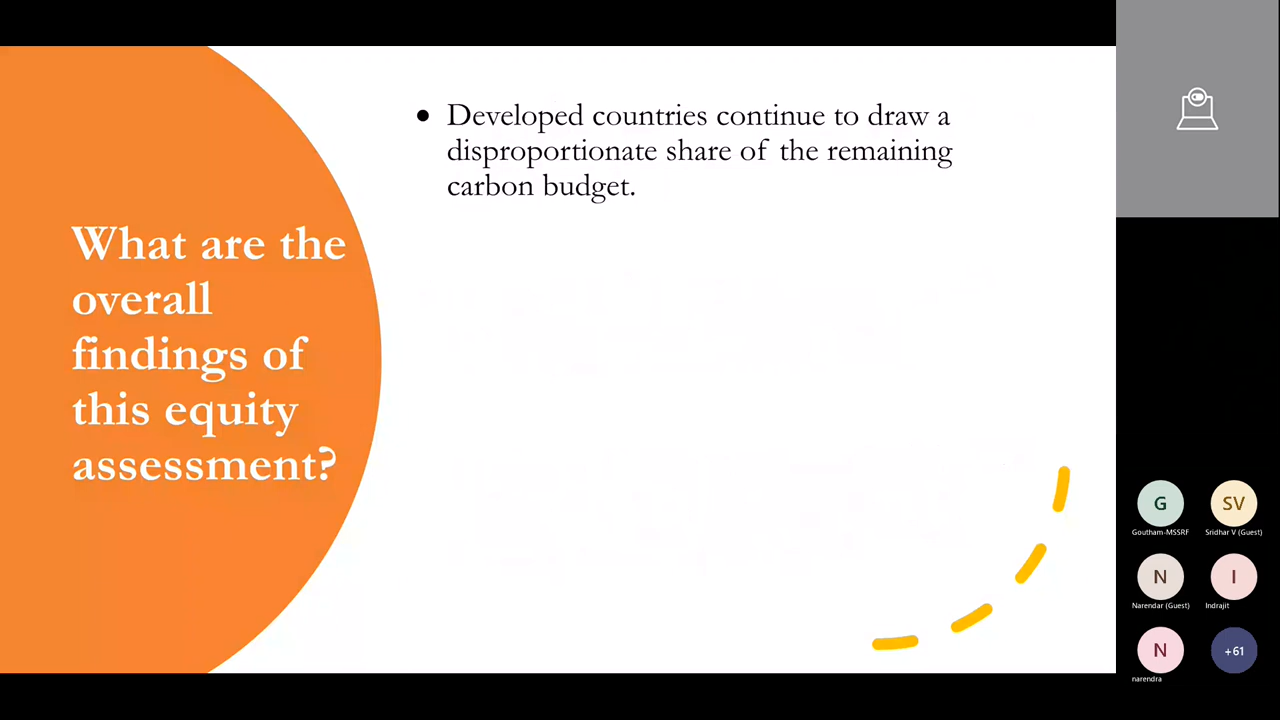 What are the
overall
findings of
this equity
assessment?
• Developed countries continue to draw a
disproportionate share of the remaining
carbon budget.
G
SV
Goutham-MSSRF
Sridhar V (Guest)
N
I
Narendar (Guest)
Indrajit
N
+61
narendra